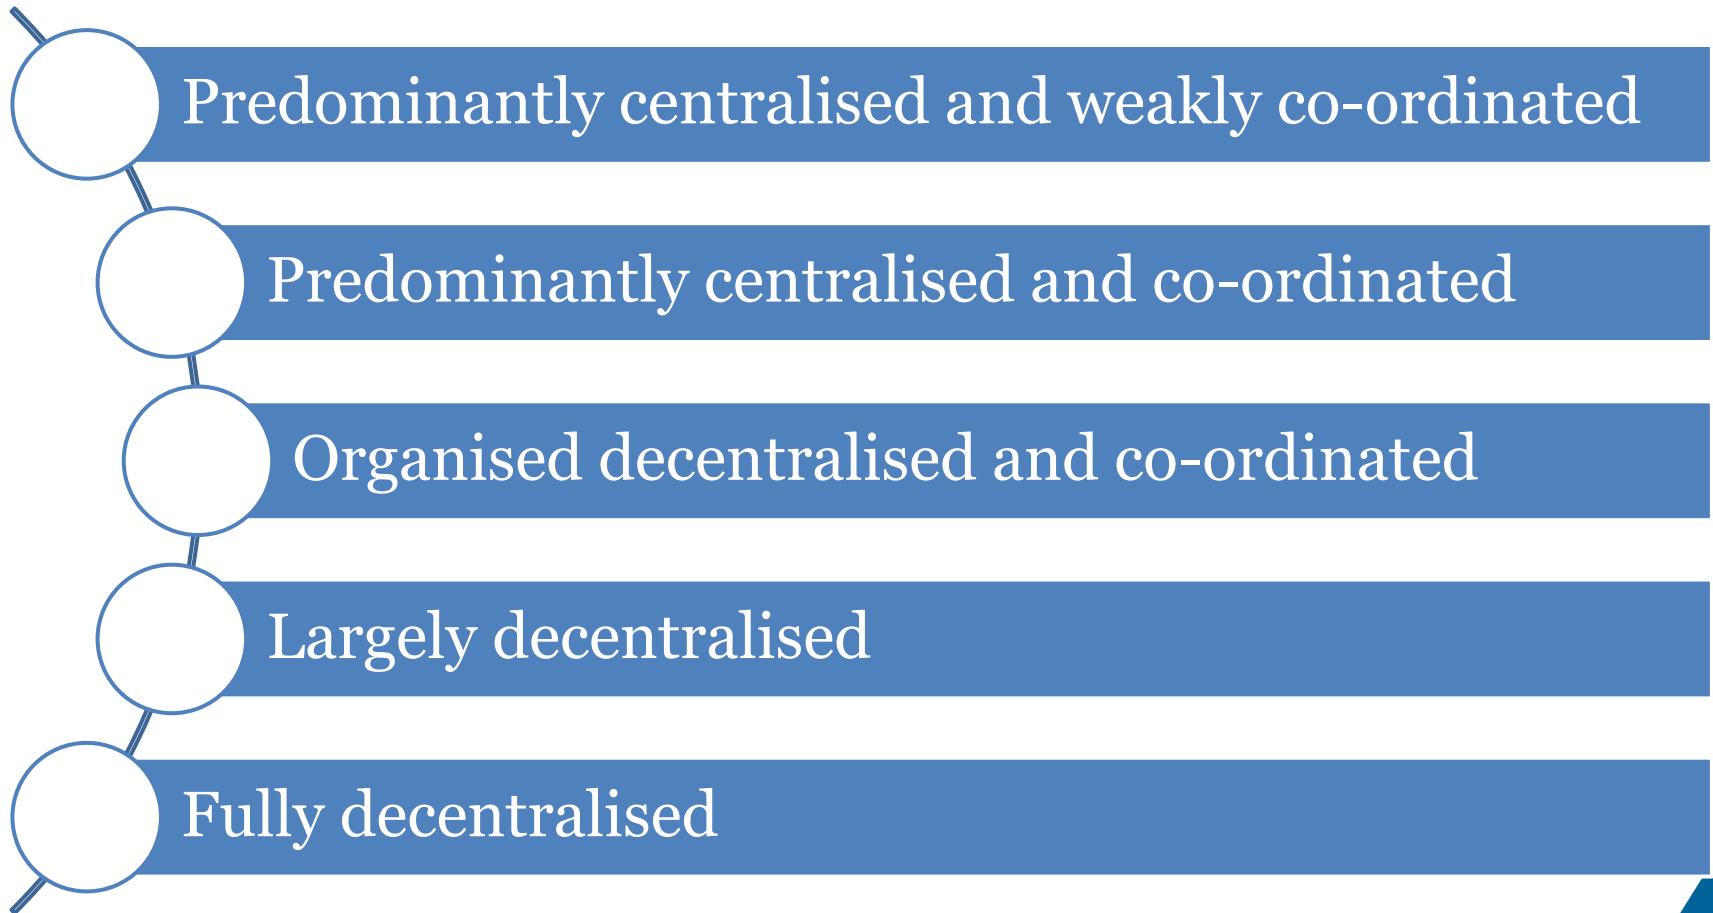 Predominantly centralised and weakly co-ordinated
Predominantly centralised and co-ordinated
Organised decentralised and co-ordinated
Largely decentralised
Fully decentralised